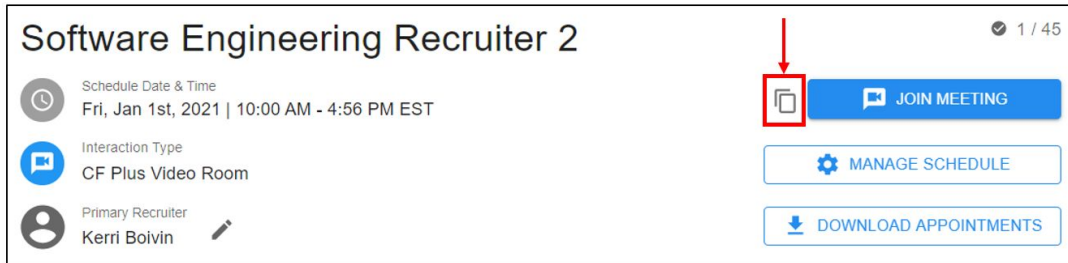 Software Engineering Recruiter 2
1 / 45
Schedule Date & Time
Fri, Jan 1st, 2021 | 10:00 AM - 4:56 PM EST
JOIN MEETING
Interaction Type
CF Plus Video Room
MANAGE SCHEDULE
Primary Recruiter
Kerri Boivin
DOWNLOAD APPOINTMENTS